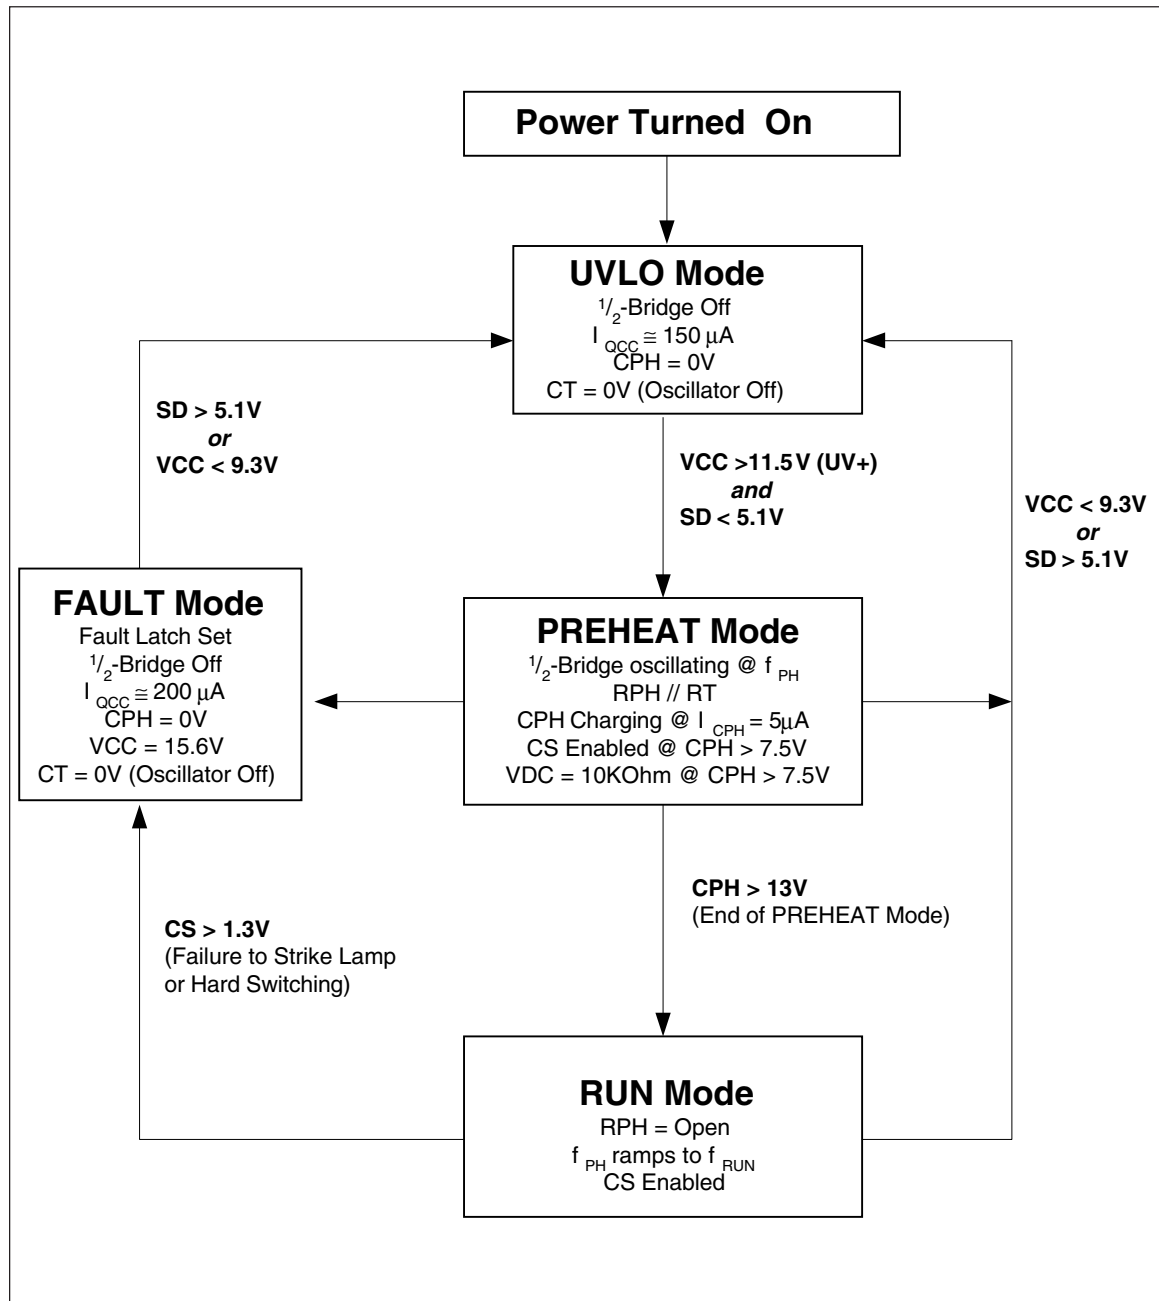 Power Turned On
UVLO Mode
1/2-Bridge Off
I QCC ≅ 150 μA
CPH = 0V
CT = 0V (Oscillator Off)
SD > 5.1V
or
VCC < 9.3V
VCC >11.5V (UV+)
and
SD < 5.1V
VCC < 9.3V
or
SD > 5.1V
FAULT Mode
Fault Latch Set
1/2-Bridge Off
I QCC ≅ 200 μA
CPH = 0V
VCC = 15.6V
CT = 0V (Oscillator Off)
PREHEAT Mode
1/2-Bridge oscillating @ f PH
RPH // RT
CPH Charging @ I CPH = 5μA
CS Enabled @ CPH > 7.5V
VDC = 10KOhm @ CPH > 7.5V
CPH > 13V
(End of PREHEAT Mode)
CS > 1.3V
(Failure to Strike Lamp
or Hard Switching)
RUN Mode
RPH = Open
f PH ramps to f RUN
CS Enabled